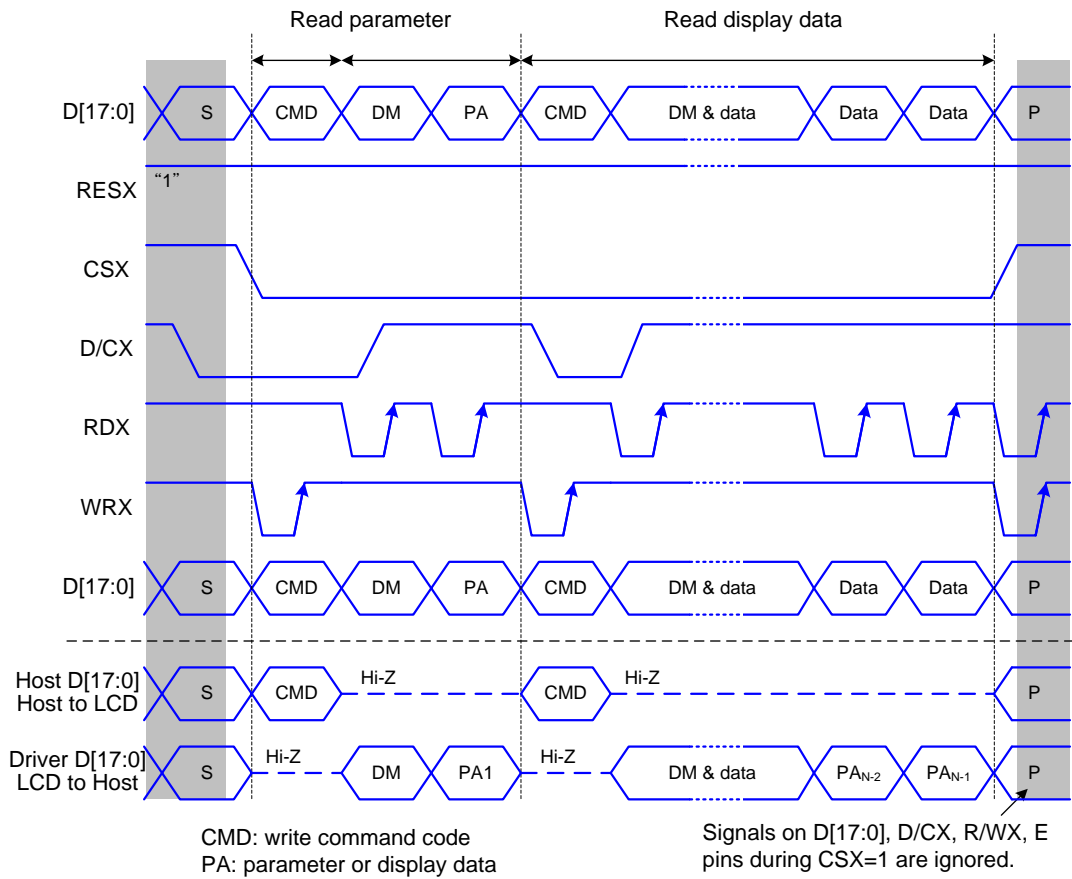 Read parameter
Read display data
D[17:0]
S
CMD
DM
PA
CMD
DM & data
Data
Data
P
RESX
“1”
CSX
D/CX
RDX
WRX
D[17:0]
S
CMD
DM
PA
CMD
DM & data
Data
Data
P
Host D[17:0]
Host to LCD
S
CMD
Hi-Z
CMD
Hi-Z
P
Driver D[17:0]
LCD to Host
S
Hi-Z
DM
PA1
Hi-Z
DM & data
PAN-2
PAN-1
P
CMD: write command code
PA: parameter or display data
Signals on D[17:0], D/CX, R/WX, E
pins during CSX=1 are ignored.